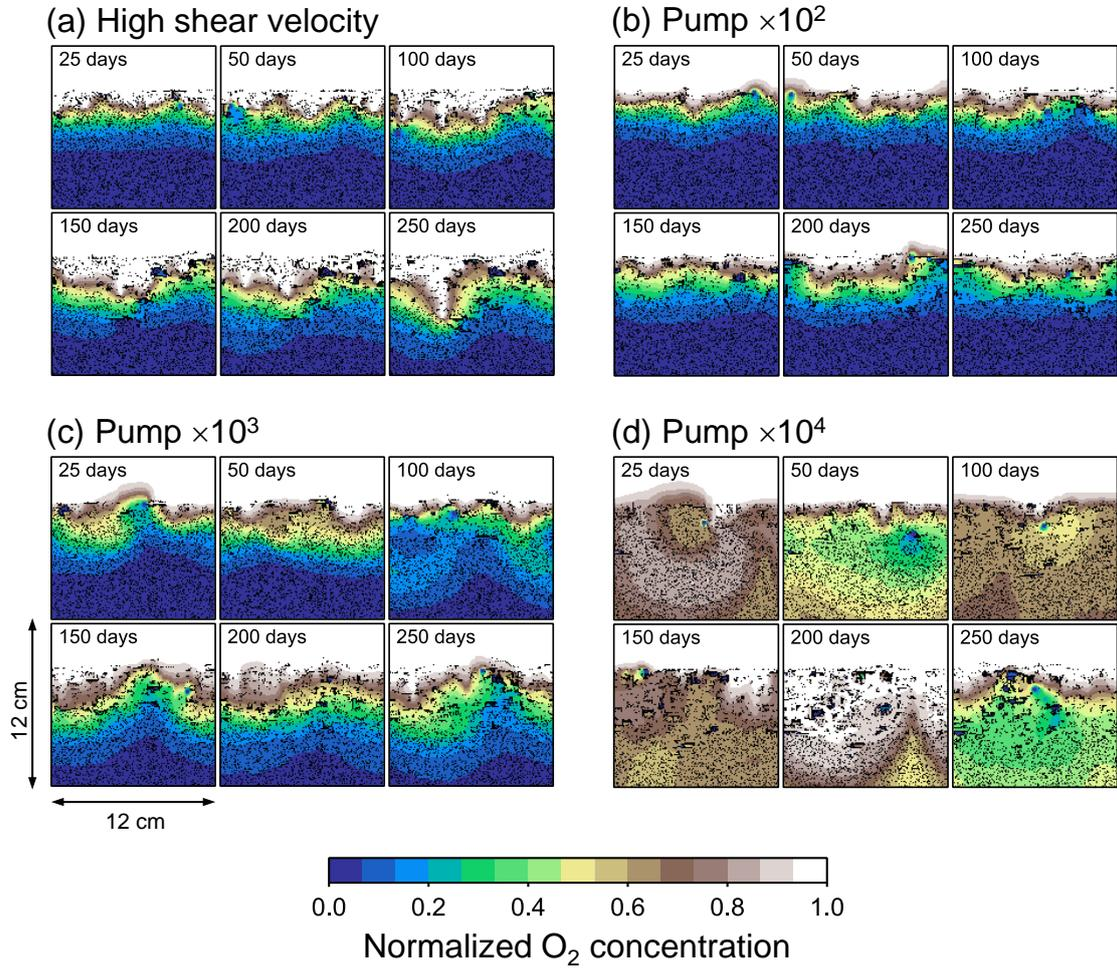 (a) High shear velocity
25 days
50 days
100 days
150 days
200 days
250 days
(b) Pump ×10²
25 days
50 days
100 days
150 days
200 days
250 days
(c) Pump ×10³
25 days
50 days
100 days
150 days
200 days
250 days
12 cm
12 cm
(d) Pump ×10⁴
25 days
50 days
100 days
150 days
200 days
250 days
0.0 0.2 0.4 0.6 0.8 1.0
Normalized O₂ concentration